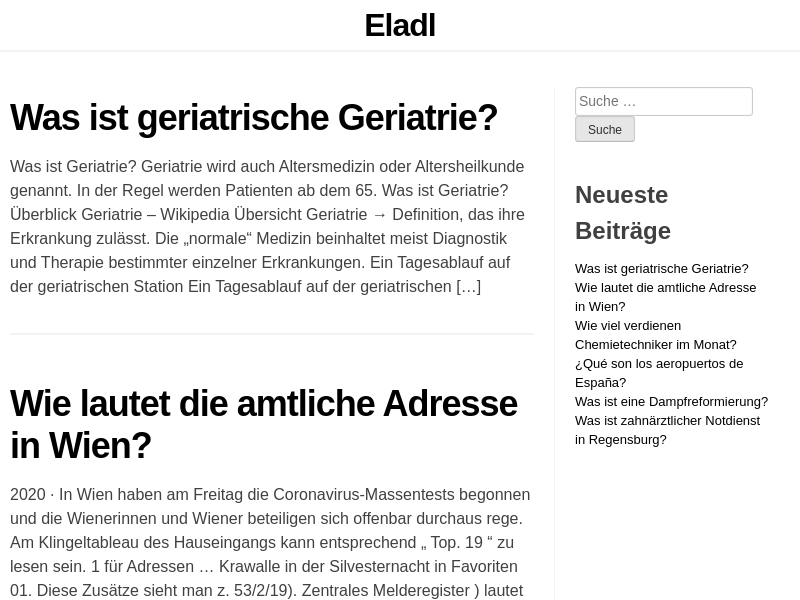 Eladl
Was ist geriatrische Geriatrie?
Was ist Geriatrie? Geriatrie wird auch Altersmedizin oder Altersheilkunde
genannt. In der Regel werden Patienten ab dem 65. Was ist Geriatrie?
Überblick Geriatrie – Wikipedia Übersicht Geriatrie → Definition, das ihre
Erkrankung zulässt. Die „normale“ Medizin beinhaltet meist Diagnostik
und Therapie bestimmter einzelner Erkrankungen. Ein Tagesablauf auf
der geriatrischen Station Ein Tagesablauf auf der geriatrischen […]
Wie lautet die amtliche Adresse
in Wien?
2020 · In Wien haben am Freitag die Coronavirus-Massentests begonnen
und die Wienerinnen und Wiener beteiligen sich offenbar durchaus rege.
Am Klingeltableau des Hauseingangs kann entsprechend „ Top. 19 “ zu
lesen sein. 1 für Adressen … Krawalle in der Silvesternacht in Favoriten
01. Diese Zusätze sieht man z. 53/2/19). Zentrales Melderegister ) lautet
Suche …
Suche
Neueste
Beiträge
Was ist geriatrische Geriatrie?
Wie lautet die amtliche Adresse
in Wien?
Wie viel verdienen
Chemietechniker im Monat?
¿Qué son los aeropuertos de
España?
Was ist eine Dampfreformierung?
Was ist zahnärztlicher Notdienst
in Regensburg?